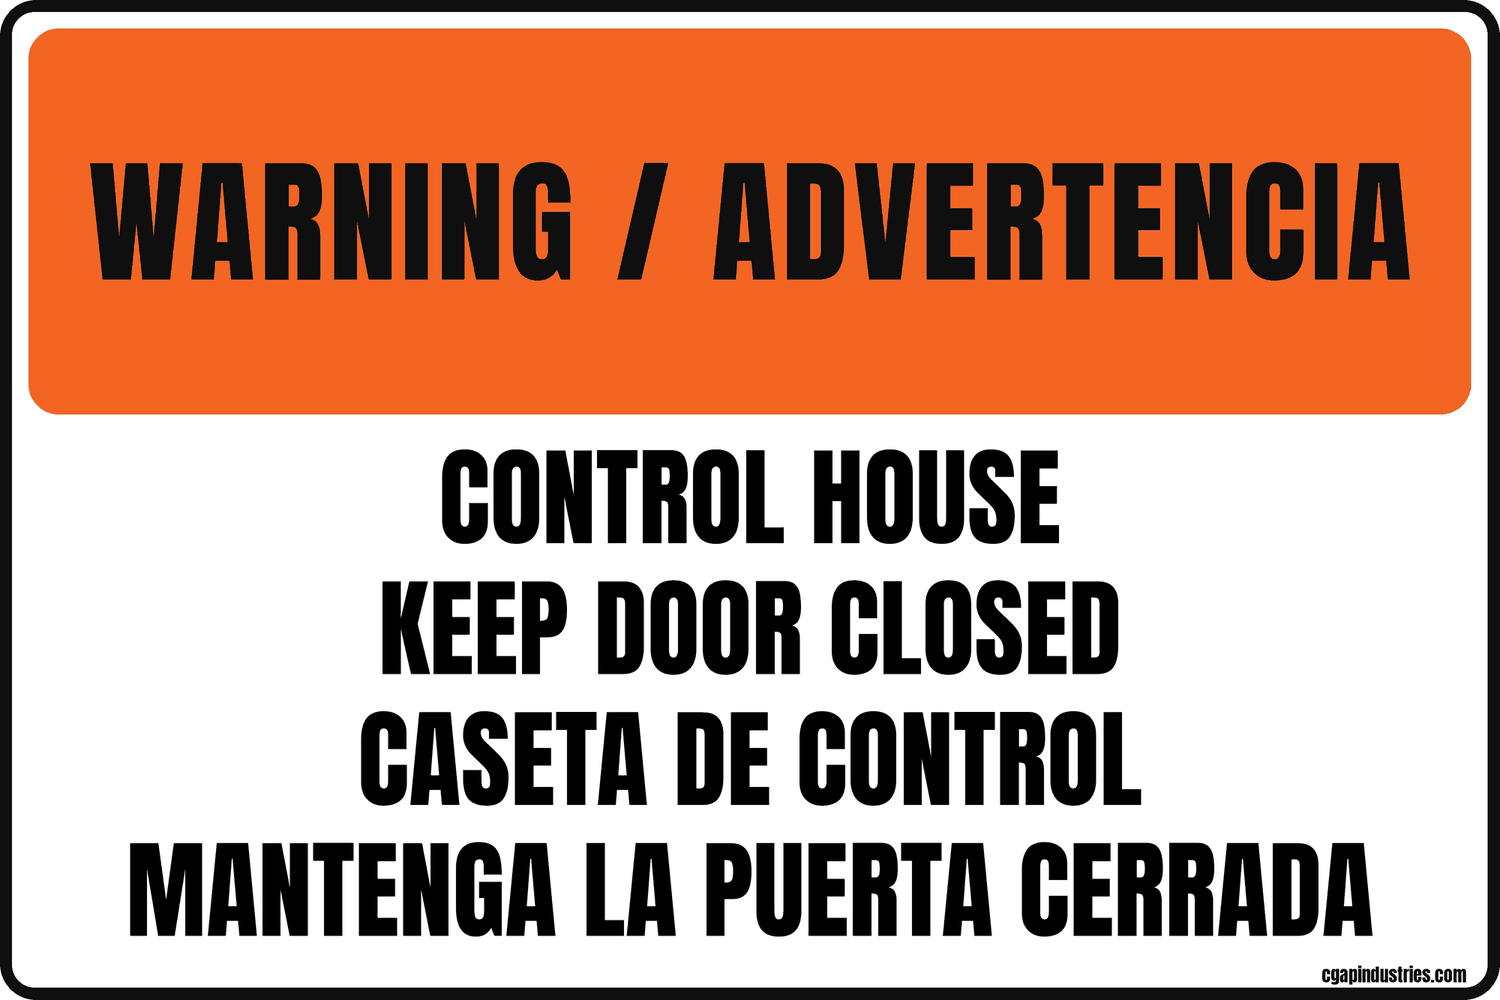 WARNING / ADVERTENCIA
CONTROL HOUSE
KEEP DOOR CLOSED
CASETA DE CONTROL
MANTENGA LA PUERTA CERRADA
cgapindustries.com